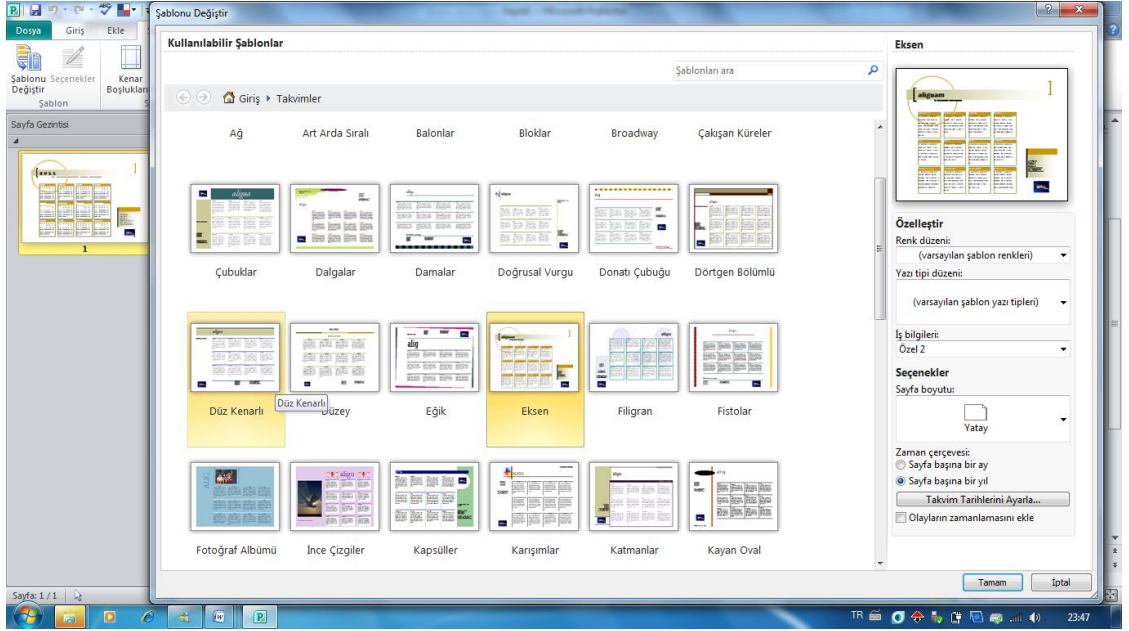 Şablonu Değiştir
Dosya Giriş Ekle
Şablonu Değiştir
Seçenekler
Kenar Boşlukları
Şablon
Sayfa Gezintisi
1
Kullanılabilir Şablonlar
Şablonları ara
Giriş Takvimler
Ağ Art Arda Sıralı Balonlar Bloklar Broadway Çakışan Küreler
Çubuklar Dalgalar Damalar Doğrusal Vurgu Donatı Çubuğu Dörtgen Bölümlü
Düz Kenarlı Düzey Eğik Eksen Filigran Fistolar
Düz Kenarlı
Fotoğraf Albümü İnce Çizgiler Kapsüller Karışımlar Katmanlar Kayan Oval
Eksen
aliguam
Özelleştir
Renk düzeni:
(varsayılan şablon renkleri)
Yazı tipi düzeni:
(varsayılan şablon yazı tipleri)
İş bilgileri:
Özel 2
Seçenekler
Sayfa boyutu:
Yatay
Zaman çerçevesi:
Sayfa başına bir ay
Sayfa başına bir yıl
Takvim Tarihlerini Ayarla...
Olayların zamanlamasını ekle
Tamam İptal
Sayfa: 1 / 1
TR 23:47